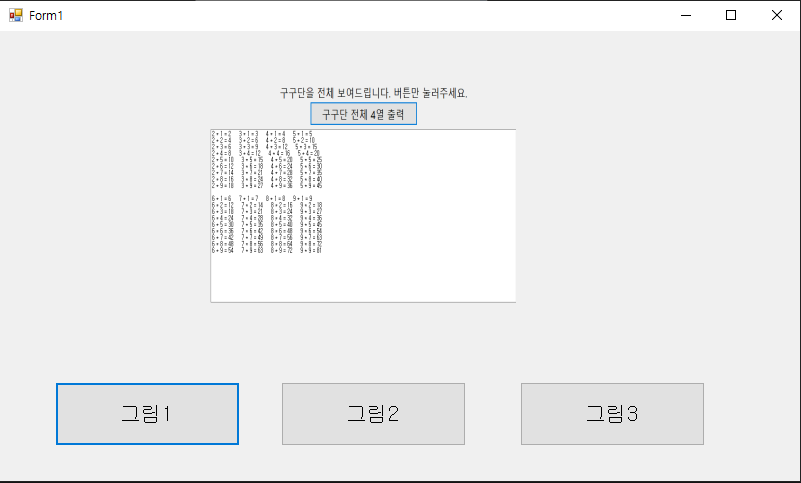 Form1
구구단을 전체 보여드립니다. 버튼만 눌러주세요.
구구단 전체 4열 출력
2 * 1 = 2 3 * 1 = 3 4 * 1 = 4 5 * 1 = 5
2 * 2 = 4 3 * 2 = 6 4 * 2 = 8 5 * 2 = 10
2 * 3 = 6 3 * 3 = 9 4 * 3 = 12 5 * 3 = 15
2 * 4 = 8 3 * 4 = 12 4 * 4 = 16 5 * 4 = 20
2 * 5 = 10 3 * 5 = 15 4 * 5 = 20 5 * 5 = 25
2 * 6 = 12 3 * 6 = 18 4 * 6 = 24 5 * 6 = 30
2 * 7 = 14 3 * 7 = 21 4 * 7 = 28 5 * 7 = 35
2 * 8 = 16 3 * 8 = 24 4 * 8 = 32 5 * 8 = 40
2 * 9 = 18 3 * 9 = 27 4 * 9 = 36 5 * 9 = 45
6 * 1 = 6 7 * 1 = 7 8 * 1 = 8 9 * 1 = 9
6 * 2 = 12 7 * 2 = 14 8 * 2 = 16 9 * 2 = 18
6 * 3 = 18 7 * 3 = 21 8 * 3 = 24 9 * 3 = 27
6 * 4 = 24 7 * 4 = 28 8 * 4 = 32 9 * 4 = 36
6 * 5 = 30 7 * 5 = 35 8 * 5 = 40 9 * 5 = 45
6 * 6 = 36 7 * 6 = 42 8 * 6 = 48 9 * 6 = 54
6 * 7 = 42 7 * 7 = 49 8 * 7 = 56 9 * 7 = 63
6 * 8 = 48 7 * 8 = 56 8 * 8 = 64 9 * 8 = 72
6 * 9 = 54 7 * 9 = 63 8 * 9 = 72 9 * 9 = 81
그림1 그림2 그림3